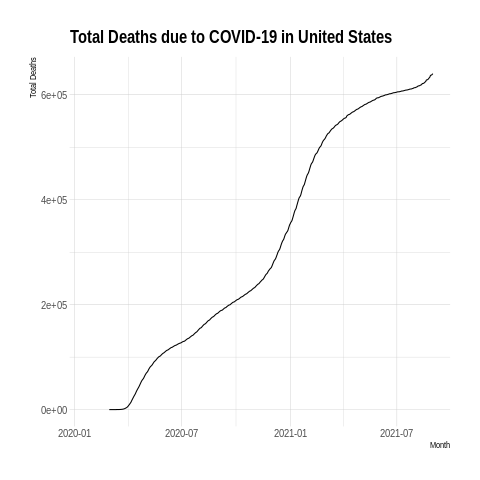 Total Deaths due to COVID-19 in United States
Total Deaths
6e+05
4e+05
2e+05
0e+00
2020-01
2020-07
2021-01
2021-07
Month